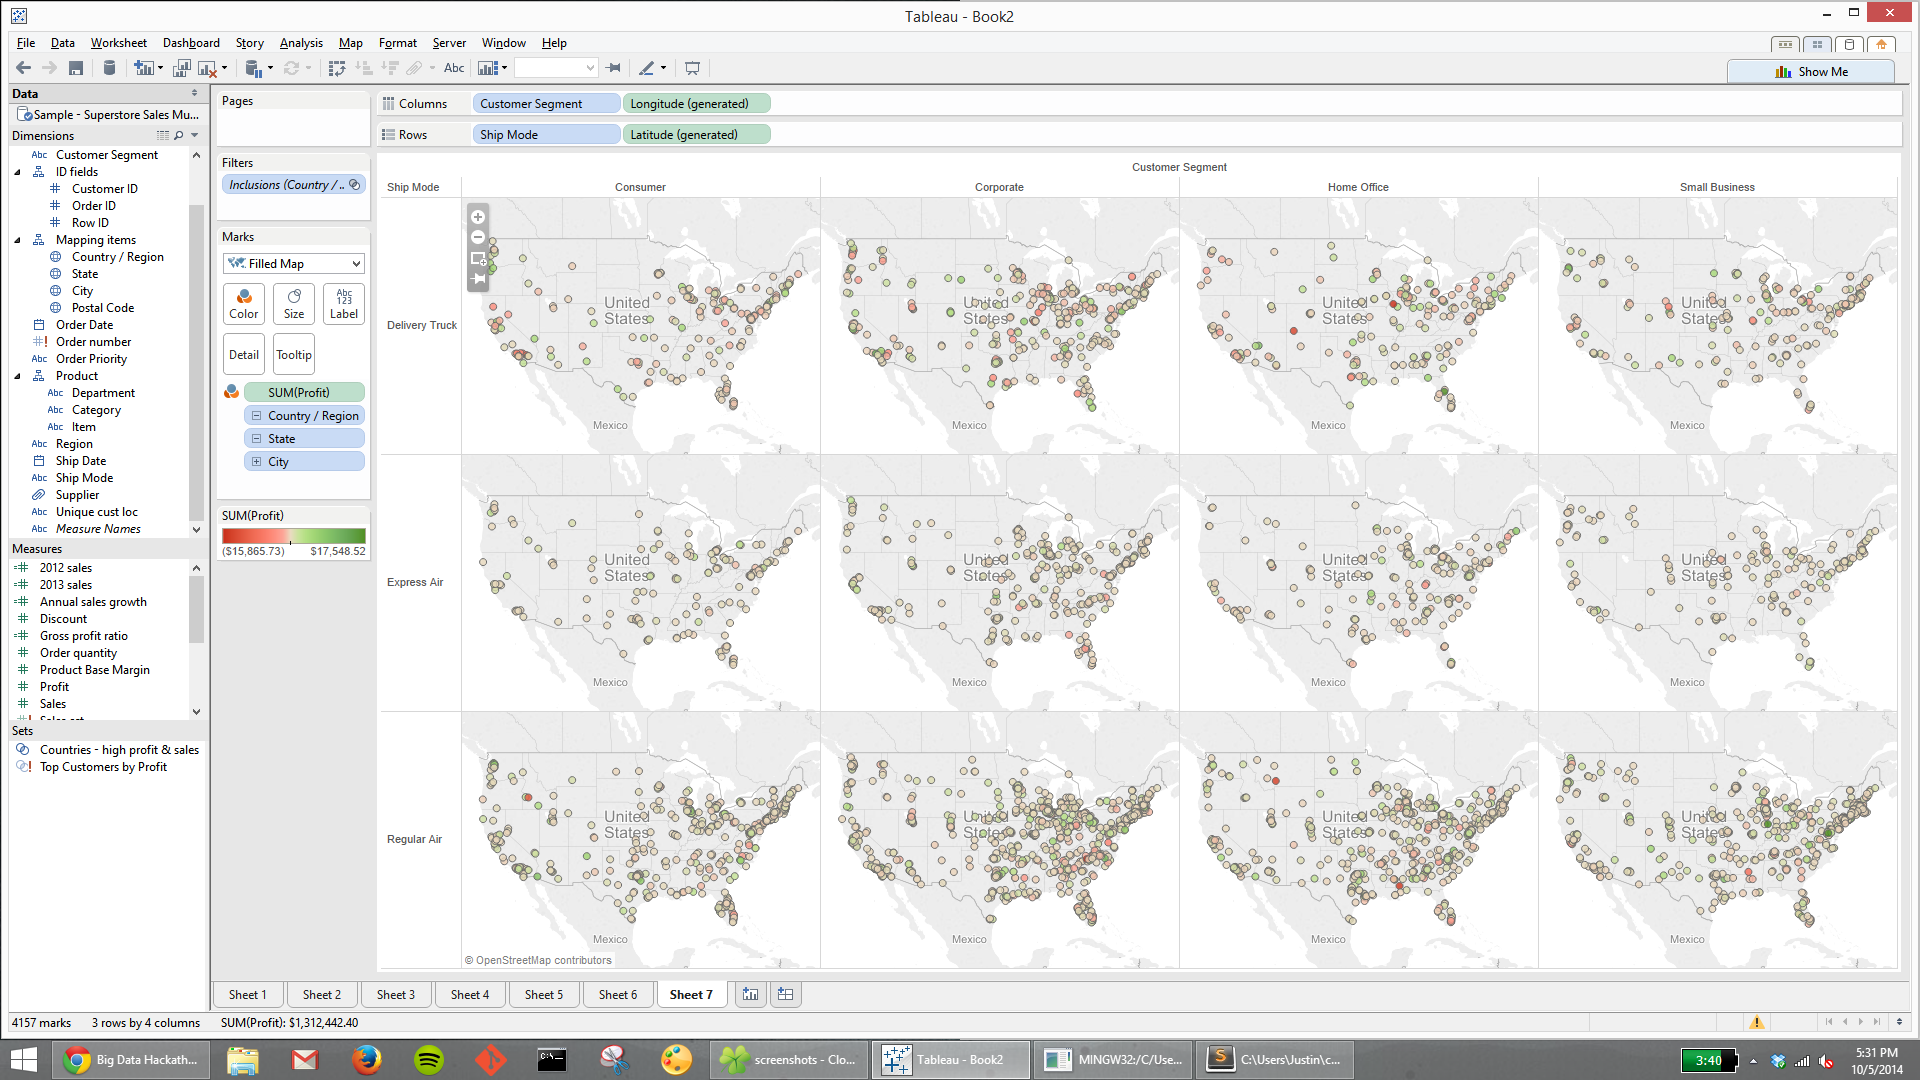 Tableau - Book2
File Data Worksheet Dashboard Story Analysis Map Format Server Window Help
Abc
Show Me
Data
Sample - Superstore Sales Mu...
Dimensions
Abc Customer Segment
ID fields
# Customer ID
# Order ID
# Row ID
Mapping items
Country / Region
State
City
Postal Code
Order Date
#! Order number
Abc Order Priority
Product
Abc Department
Abc Category
Abc Item
Abc Region
Ship Date
Abc Ship Mode
Supplier
Abc Unique cust loc
Abc Measure Names
Measures
=# 2012 sales
=# 2013 sales
=# Annual sales growth
# Discount
=# Gross profit ratio
# Order quantity
# Product Base Margin
# Profit
# Sales
Sets
Countries - high profit & sales
! Top Customers by Profit
Pages
Filters
Inclusions (Country / ..
Marks
Filled Map
Color
Size
Abc
123
Label
Detail
Tooltip
SUM(Profit)
Country / Region
State
City
SUM(Profit)
($15,865.73) $17,548.52
Columns Customer Segment Longitude (generated)
Rows Ship Mode Latitude (generated)
Customer Segment
Ship Mode Consumer Corporate Home Office Small Business
Delivery Truck
United
States
Mexico
United
States
Mexico
United
States
Mexico
United
States
Mexico
Express Air
United
States
Mexico
United
States
Mexico
United
States
Mexico
United
States
Mexico
Regular Air
United
States
Mexico
United
States
Mexico
United
States
Mexico
United
States
Mexico
© OpenStreetMap contributors
Sheet 1 Sheet 2 Sheet 3 Sheet 4 Sheet 5 Sheet 6 Sheet 7
4157 marks 3 rows by 4 columns SUM(Profit): $1,312,442.40
Big Data Hackath...
C:\_
screenshots - Clo...
Tableau - Book2
MINGW32:/C/Use...
C:\Users\Justin\c...
3:40
5:31 PM
10/5/2014